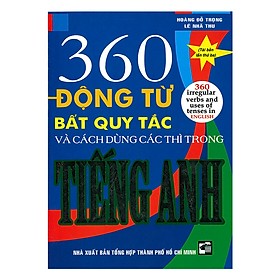 HOÀNG ĐỖ TRỌNG
LÊ NHÃ THU
(Tái bản
lần thứ ba)
360
360
irregular
verbs and
uses of
tenses in
ENGLISH
ĐỘNG TỪ
BẤT QUY TẮC
VÀ CÁCH DÙNG CÁC THÌ TRONG
TIẾNG ANH
NHÀ XUẤT BẢN TỔNG HỢP THÀNH PHỐ HỒ CHÍ MINH